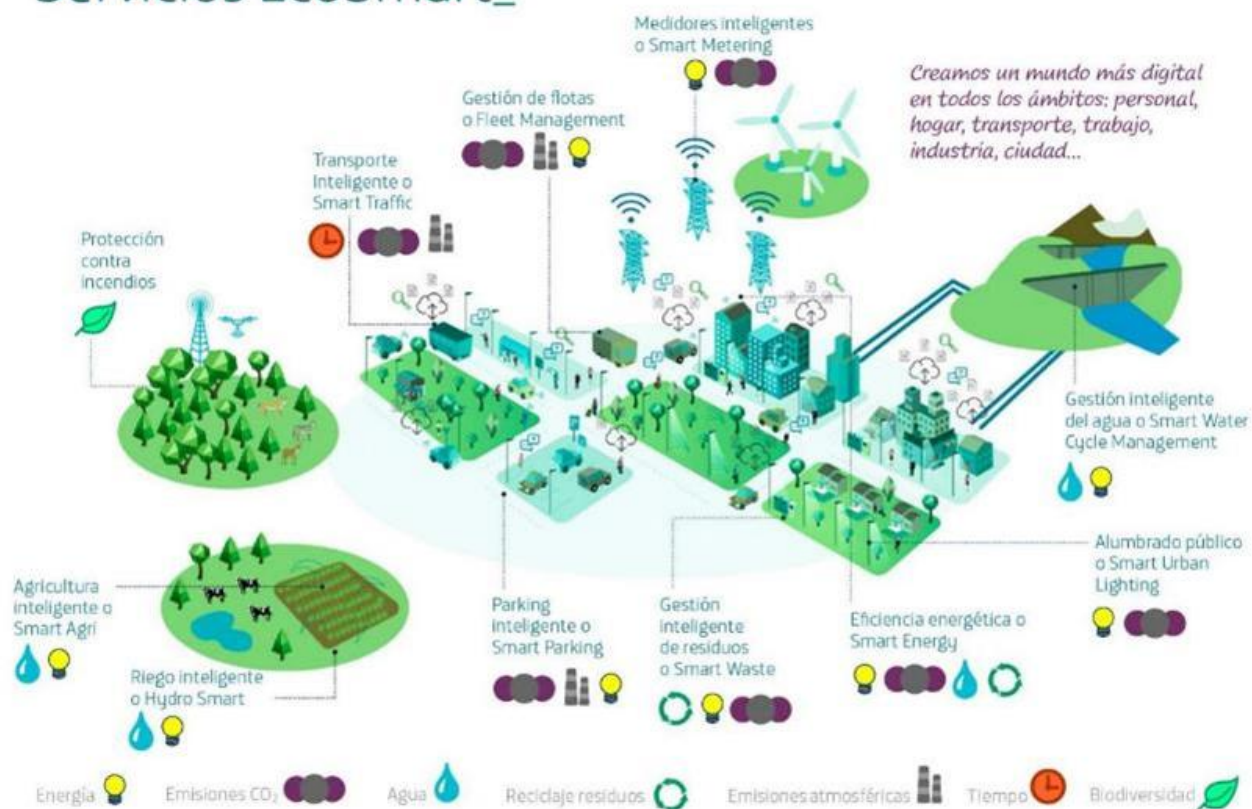 Servicios EcoSmart_
Medidores inteligentes
o Smart Metering
Creamos un mundo más digital
en todos los ámbitos: personal,
hogar, transporte, trabajo,
industria, ciudad...
Gestión de flotas
o Fleet Management
Transporte
Inteligente o
Smart Traffic
Protección
contra
incendios
Gestión inteligente
del agua o Smart Water
Cycle Management
Agricultura
inteligente o
Smart Agri
Riego inteligente
o Hydro Smart
Parking
inteligente o
Smart Parking
Gestión
inteligente
de residuos
o Smart Waste
Eficiencia energética o
Smart Energy
Alumbrado público
o Smart Urban
Lighting
Energía
Emisiones CO₂
Agua
Reciclaje residuos
Emisiones atmosféricas
Tiempo
Biodiversidad